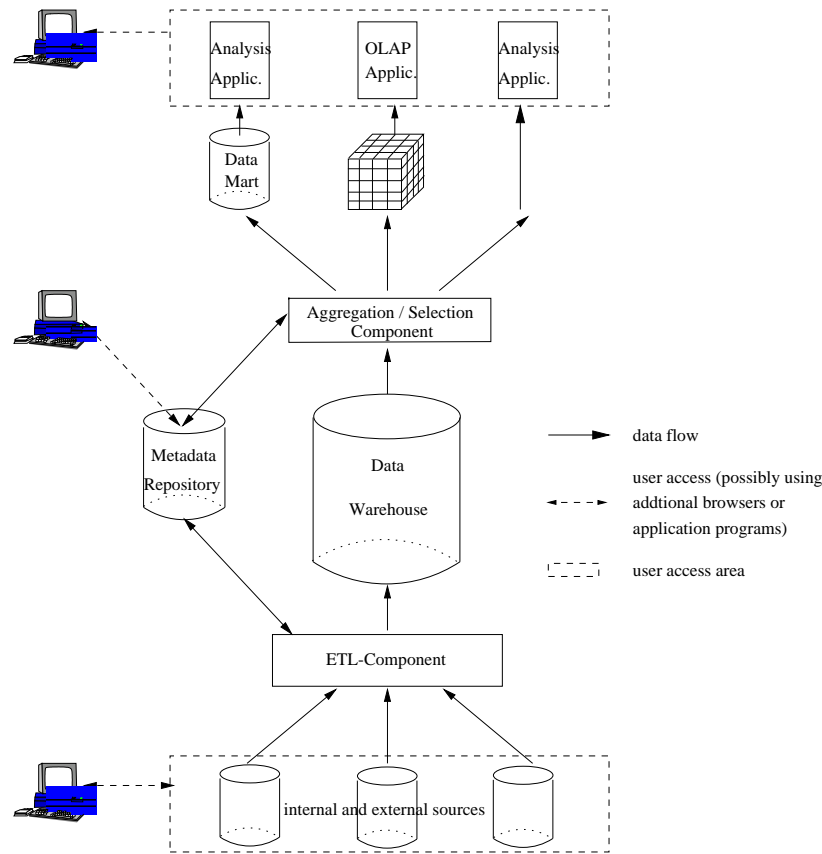 Analysis
Applic.
OLAP
Applic.
Analysis
Applic.
Data
Mart
Aggregation / Selection
Component
Metadata
Repository
Data
Warehouse
data flow
user access (possibly using
addtional browsers or
application programs)
user access area
ETL-Component
internal and external sources